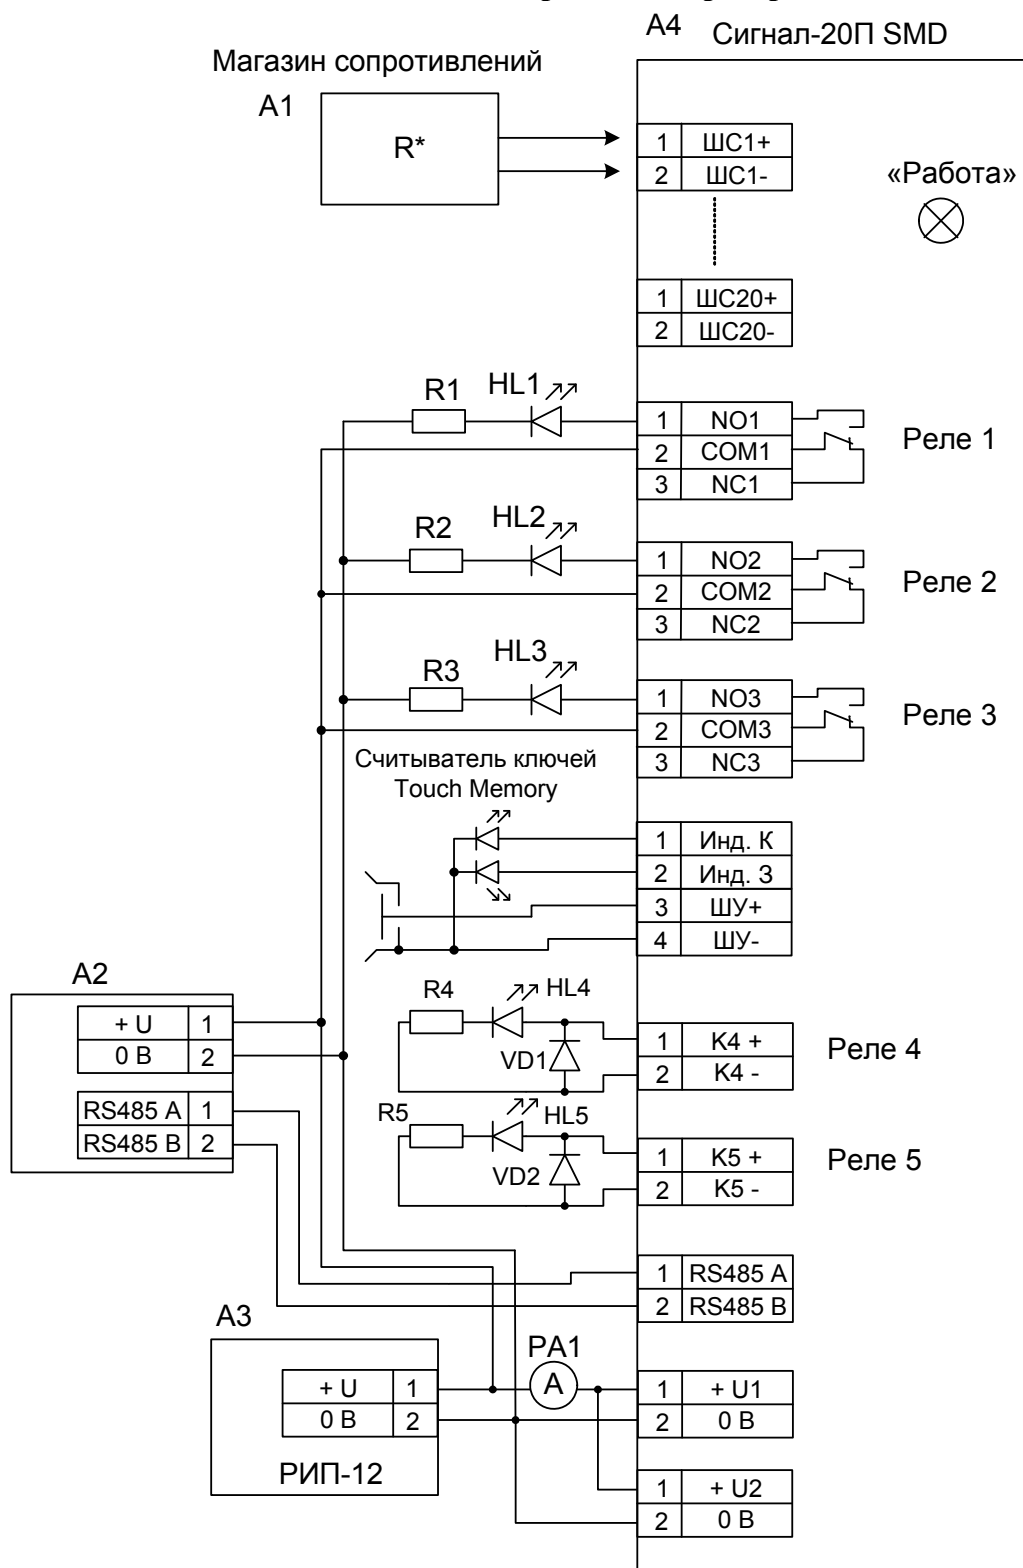 А4
Сигнал-20П SMD
Магазин сопротивлений
А1
R*
1 ШС1+
2 ШС1-
«Работа»
1 ШС20+
2 ШС20-
R1
HL1
1 NO1
2 COM1
3 NC1
Реле 1
R2
HL2
1 NO2
2 COM2
3 NC2
Реле 2
R3
HL3
1 NO3
2 COM3
3 NC3
Реле 3
Считыватель ключей
Touch Memory
1 Инд. К
2 Инд. З
3 ШУ+
4 ШУ-
А2
+ U 1
0 В 2
RS485 A 1
RS485 B 2
R4
HL4
VD1
1 К4 +
2 К4 -
Реле 4
R5
HL5
VD2
1 К5 +
2 К5 -
Реле 5
1 RS485 A
2 RS485 B
А3
+ U 1
0 В 2
РИП-12
PA1
A
1 + U1
2 0 В
1 + U2
2 0 В